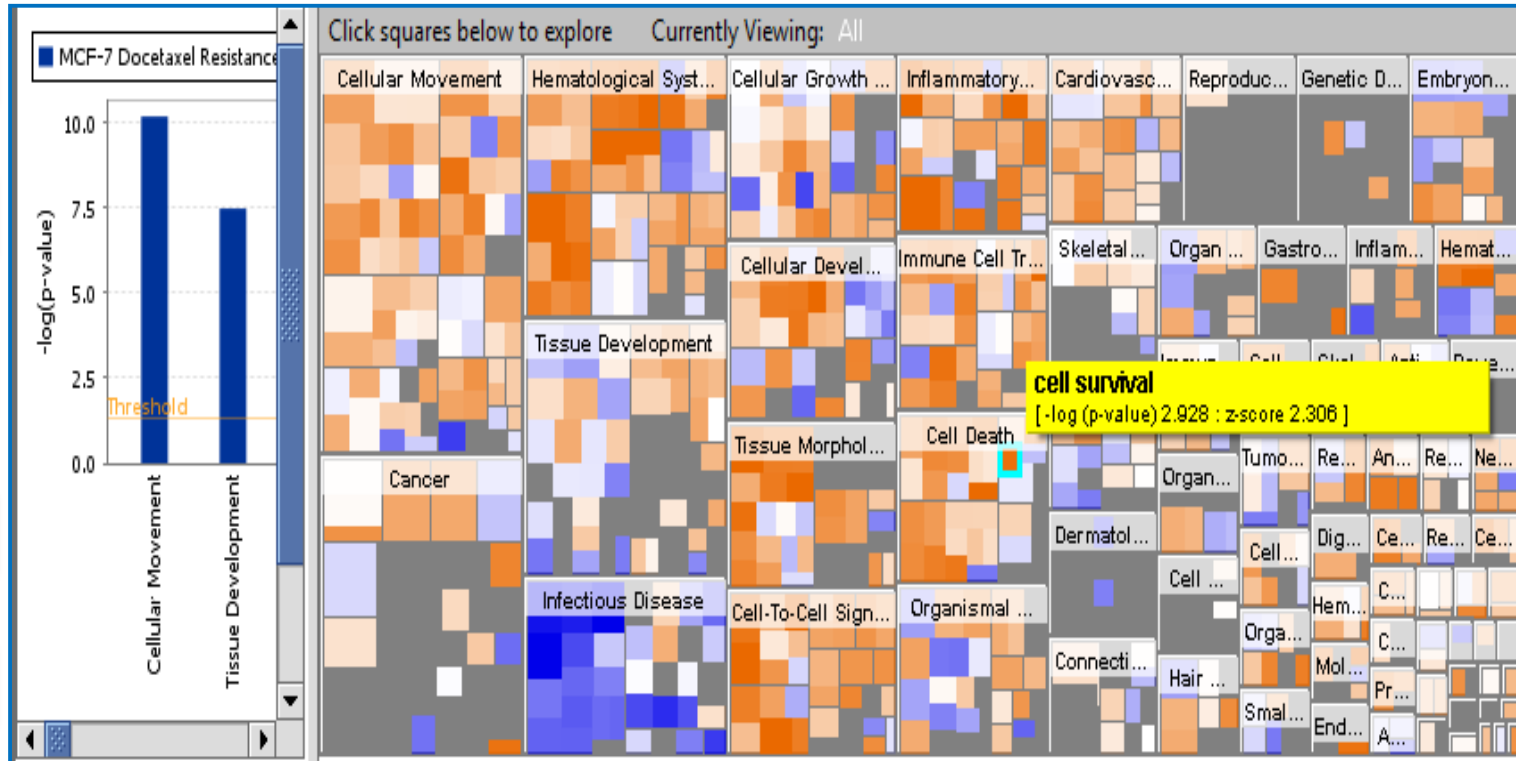 MCF-7 Docetaxel Resistance
10.0
7.5
5.0
2.5
0.0
-log(p-value)
Threshold
Cellular Movement
Tissue Development
Click squares below to explore Currently Viewing: All
Cellular Movement
Hematological Syst...
Cellular Growth ...
Inflammatory...
Cardiovasc...
Reproduc...
Genetic D...
Embryon...
Cellular Devel...
Immune Cell Tr...
Skeletal...
Organ ...
Gastro...
Inflam...
Hemat...
Tissue Development
cell survival
[ -log (p-value) 2.928 : z-score 2.306 ]
Tissue Morphol...
Cell Death
Cancer
Organ...
Tumo...
Re...
An...
Re...
Ne...
Dermatol...
Cell...
Dig...
Ce...
Re...
Ce...
Infectious Disease
Cell-To-Cell Sign...
Organismal ...
Cell ...
Hem...
C...
Connecti...
Hair ...
Orga...
Mol...
C...
Pr...
Smal...
End...
A...